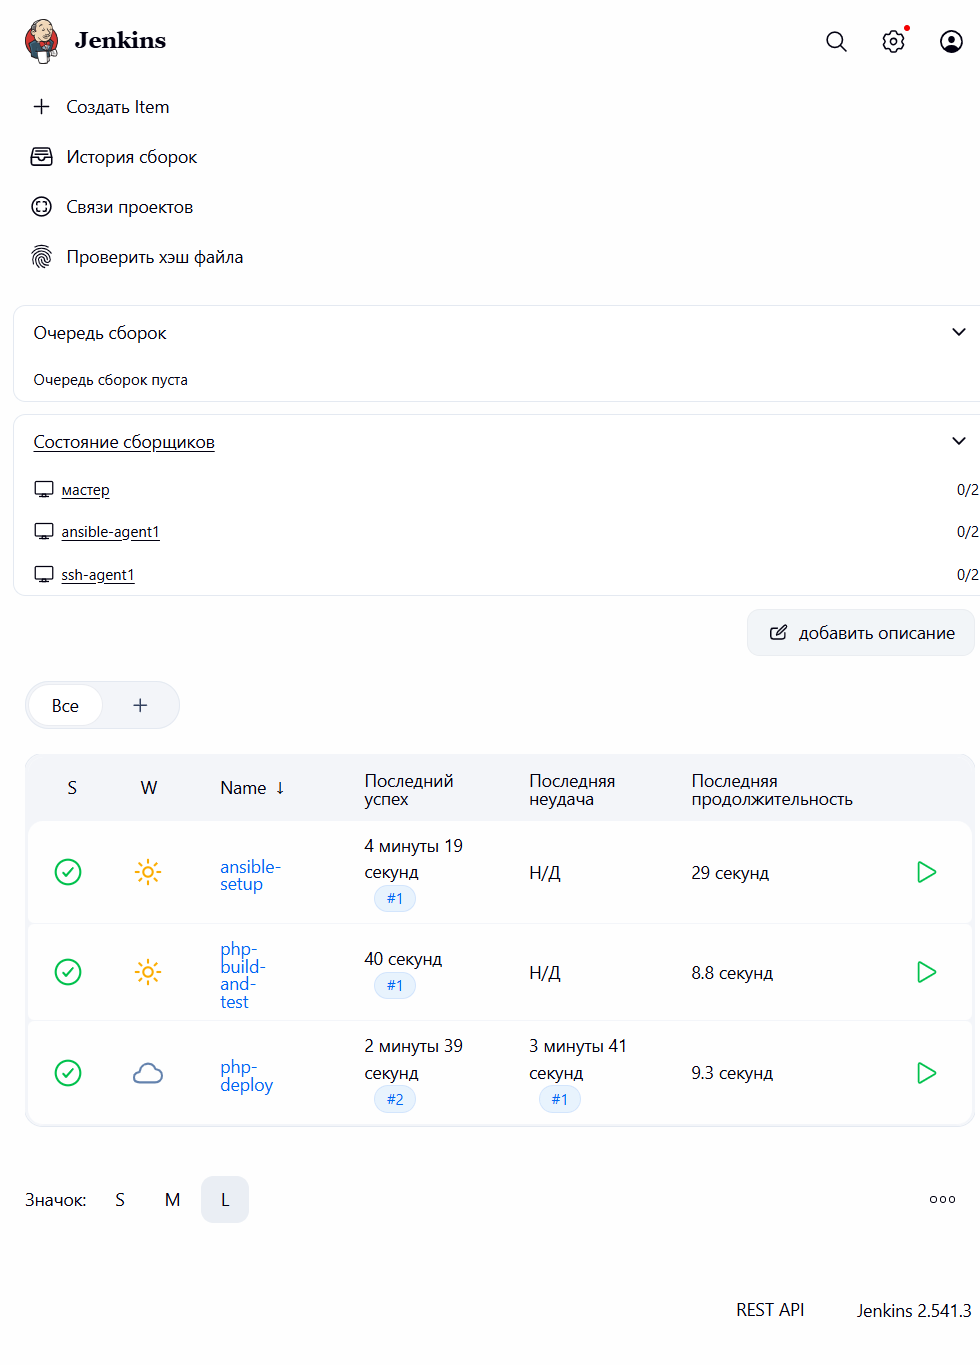 Jenkins
Создать Item
История сборок
Связи проектов
Проверить хэш файла
Очередь сборок
Очередь сборок пуста
Состояние сборщиков
мастер 0/2
ansible-agent1 0/2
ssh-agent1 0/2
добавить описание
Все +
S W Name ↓ Последний успех Последняя неудача Последняя продолжительность
ansible-
setup
4 минуты 19
секунд
#1
Н/Д
29 секунд
php-
build-
and-
test
40 секунд
#1
Н/Д
8.8 секунд
php-
deploy
2 минуты 39
секунд
#2
3 минуты 41
секунд
#1
9.3 секунд
Значок: S M L
REST API Jenkins 2.541.3